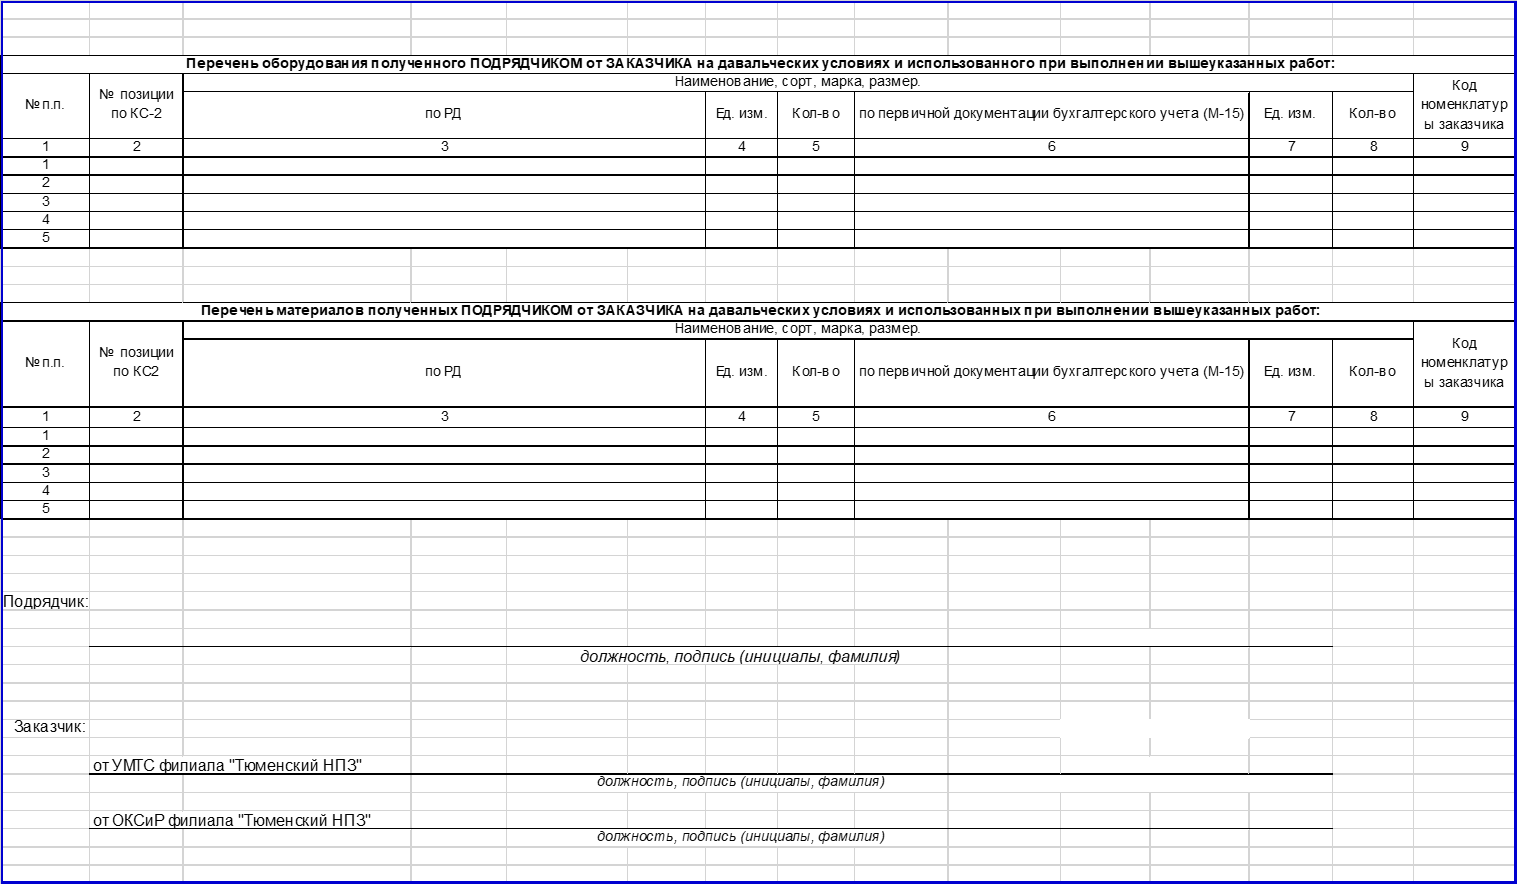 Перечень оборудования полученного ПОДРЯДЧИКОМ от ЗАКАЗЧИКА на давальческих условиях и использованного при выполнении вышеуказанных работ:
№ п.п. № позиции по КС-2 Наименование, сорт, марка, размер. Код номенклатуры заказчика
по РД Ед. изм. Кол-во по первичной документации бухгалтерского учета (М-15) Ед. изм. Кол-во
1 2 3 4 5 6 7 8 9
1
2
3
4
5
Перечень материалов полученных ПОДРЯДЧИКОМ от ЗАКАЗЧИКА на давальческих условиях и использованных при выполнении вышеуказанных работ:
№ п.п. № позиции по КС2 Наименование, сорт, марка, размер. Код номенклатуры заказчика
по РД Ед. изм. Кол-во по первичной документации бухгалтерского учета (М-15) Ед. изм. Кол-во
1 2 3 4 5 6 7 8 9
1
2
3
4
5
Подрядчик:
должность, подпись (инициалы, фамилия)
Заказчик:
от УМТС филиала "Тюменский НПЗ"
должность, подпись (инициалы, фамилия)
от ОКСиР филиала "Тюменский НПЗ"
должность, подпись (инициалы, фамилия)